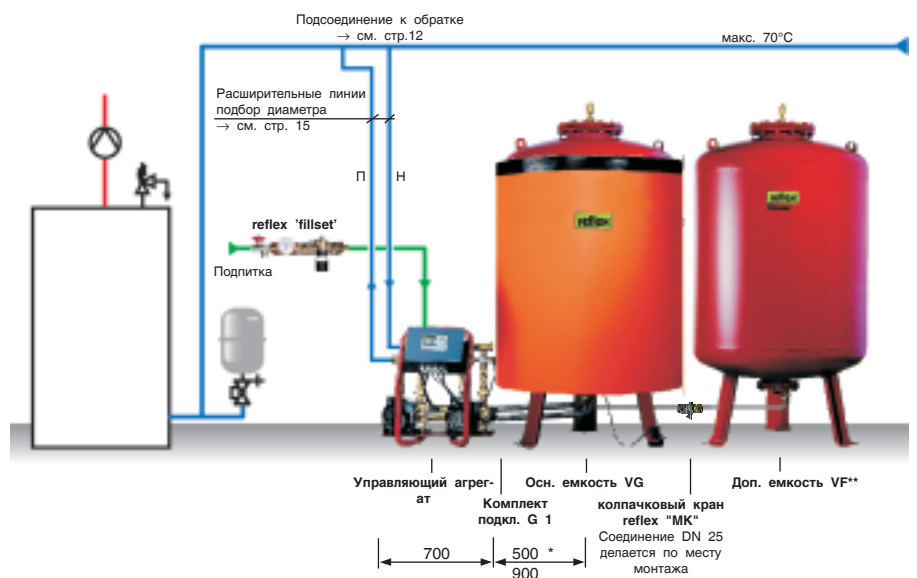 Подсоединение к обратке
→ см. стр.12
макс. 70°C
Расширительные линии
подбор диаметра
→ см. стр. 15
П
Н
reflex 'fillset'
Подпитка
reflex
reflex
Управляющий агрег-
ат
Комплект
подкл. G 1
Осн. емкость VG
колпачковый кран
reflex "МК"
Соединение DN 25
делается по месту
монтажа
Доп. емкость VF**
700
500 *
900